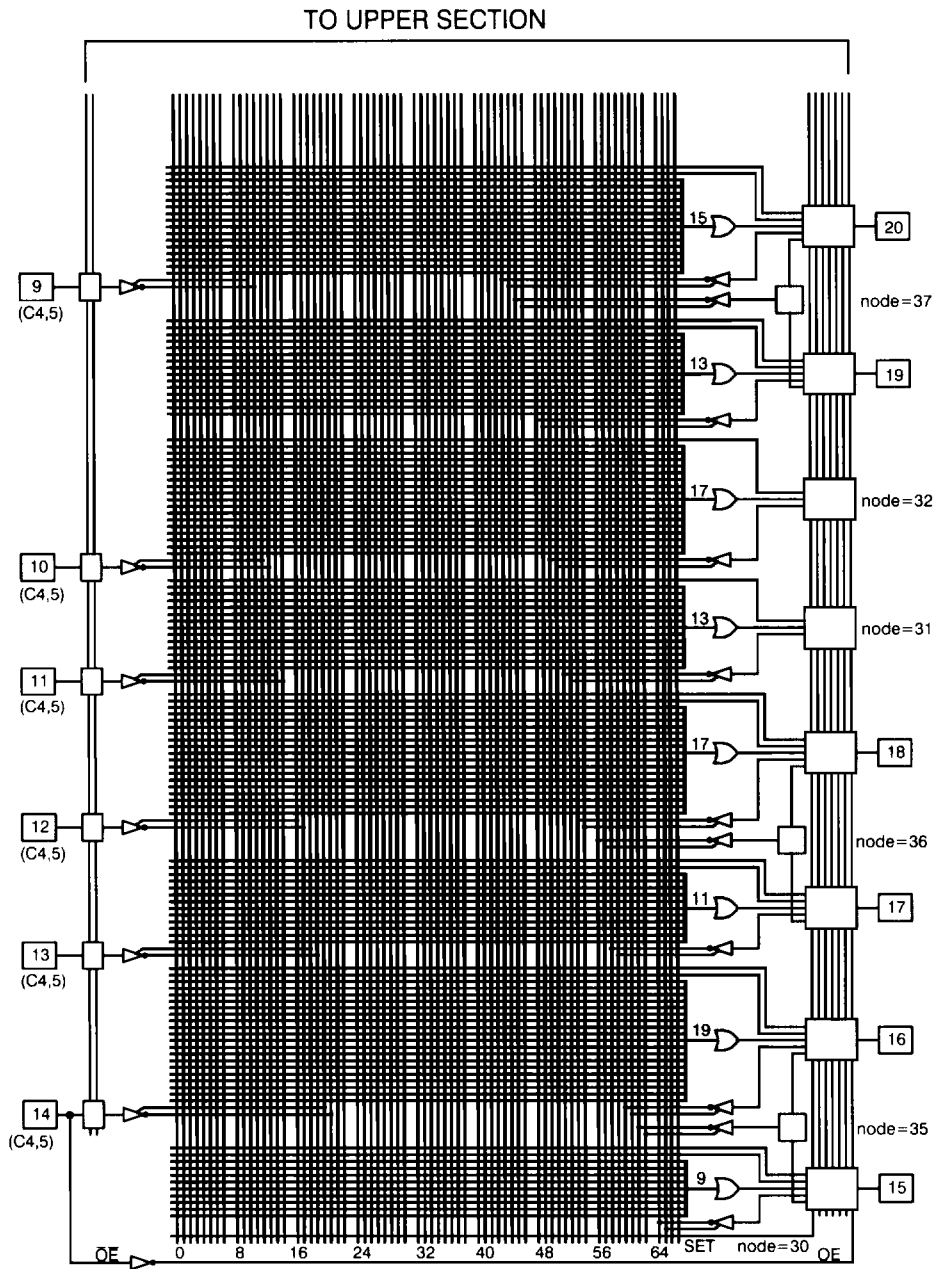 TO UPPER SECTION
15
20
9
(C4,5)
node=37
13
19
17
node=32
10
(C4,5)
13
node=31
11
(C4,5)
17
18
12
(C4,5)
node=36
11
17
13
(C4,5)
19
16
14
(C4,5)
node=35
9
15
OE 0 8 16 24 32 40 48 56 64 SET node=30 OE